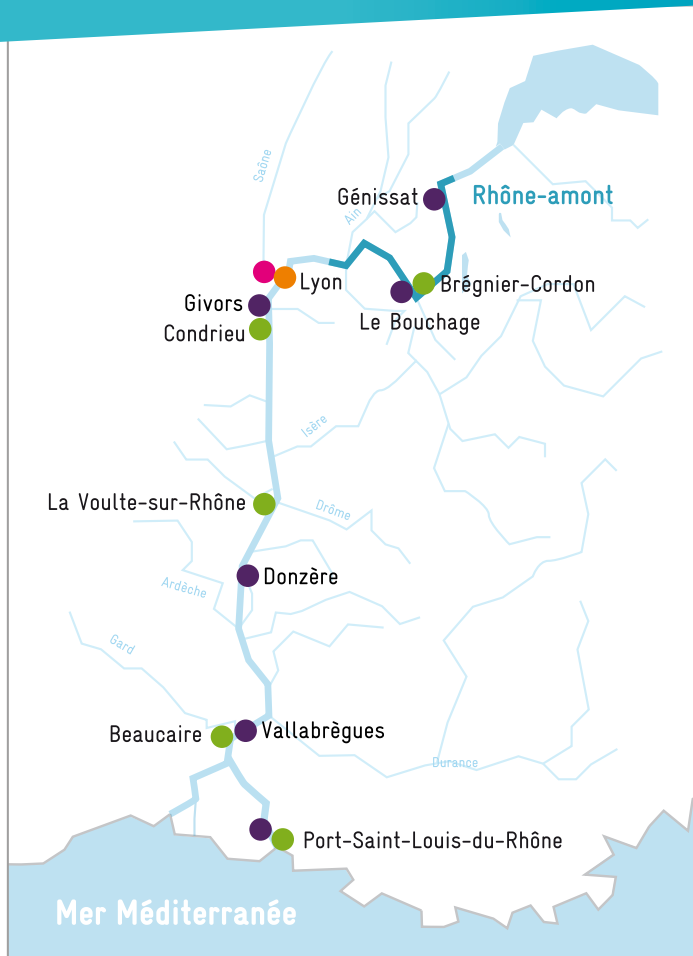 Saône
Génissat
Rhône-amont
Ain
Lyon
Brégnier-Cordon
Givors
Le Bouchage
Condrieu
Isère
La Voulte-sur-Rhône
Drôme
Donzère
Ardèche
Gard
Beaucaire
Vallabrègues
Durance
Port-Saint-Louis-du-Rhône
Mer Méditerranée